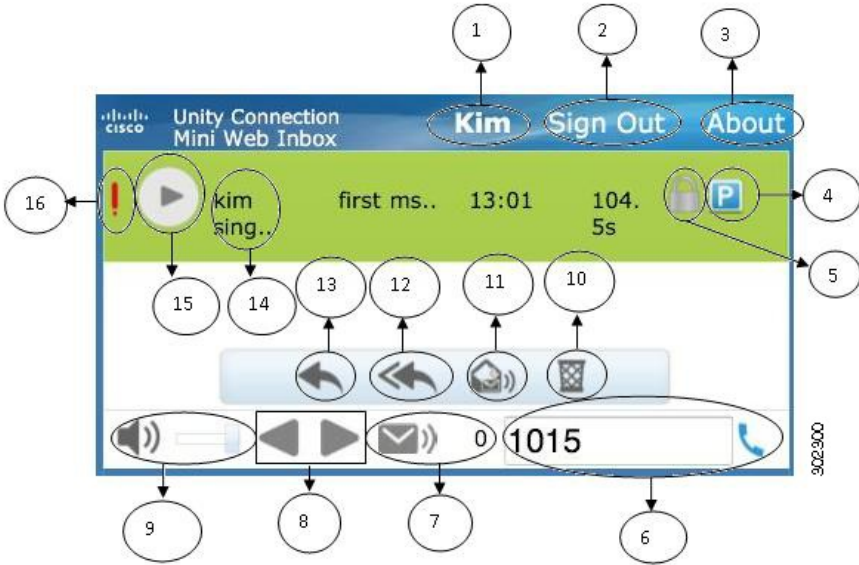 1
2
3
CISCO
Unity Connection
Mini Web Inbox
Kim
Sign Out
About
16
kim
sing..
first ms..
13:01
104.
5s
P
4
5
15
14
13
12
11
10
0
1015
302300
9
8
7
6